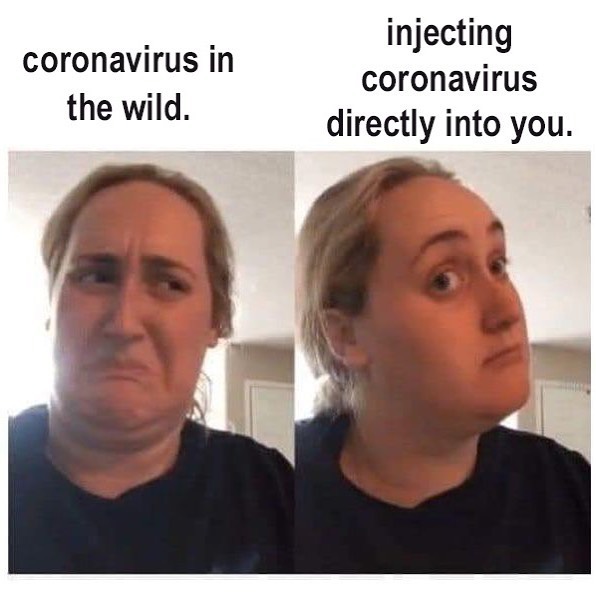 coronavirus in
the wild.
injecting
coronavirus
directly into you.